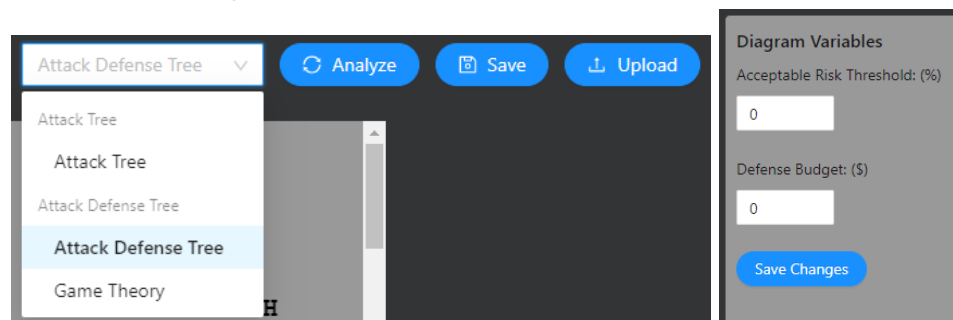 Attack Defense Tree
Analyze
Save
Upload
Attack Tree
Attack Tree
Attack Defense Tree
Attack Defense Tree
Game Theory
H
Diagram Variables
Acceptable Risk Threshold: (%)
0
Defense Budget: ($)
0
Save Changes